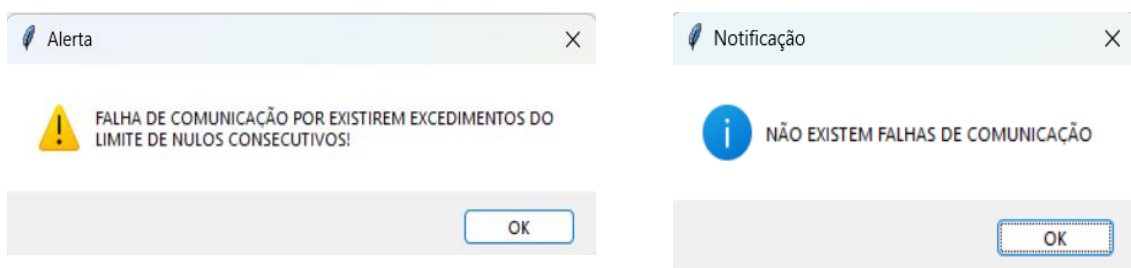 Alerta
FALHA DE COMUNICAÇÃO POR EXISTIREM EXCEDIMENTOS DO
LIMITE DE NULOS CONSECUTIVOS!
OK
Notificação
NÃO EXISTEM FALHAS DE COMUNICAÇÃO
OK